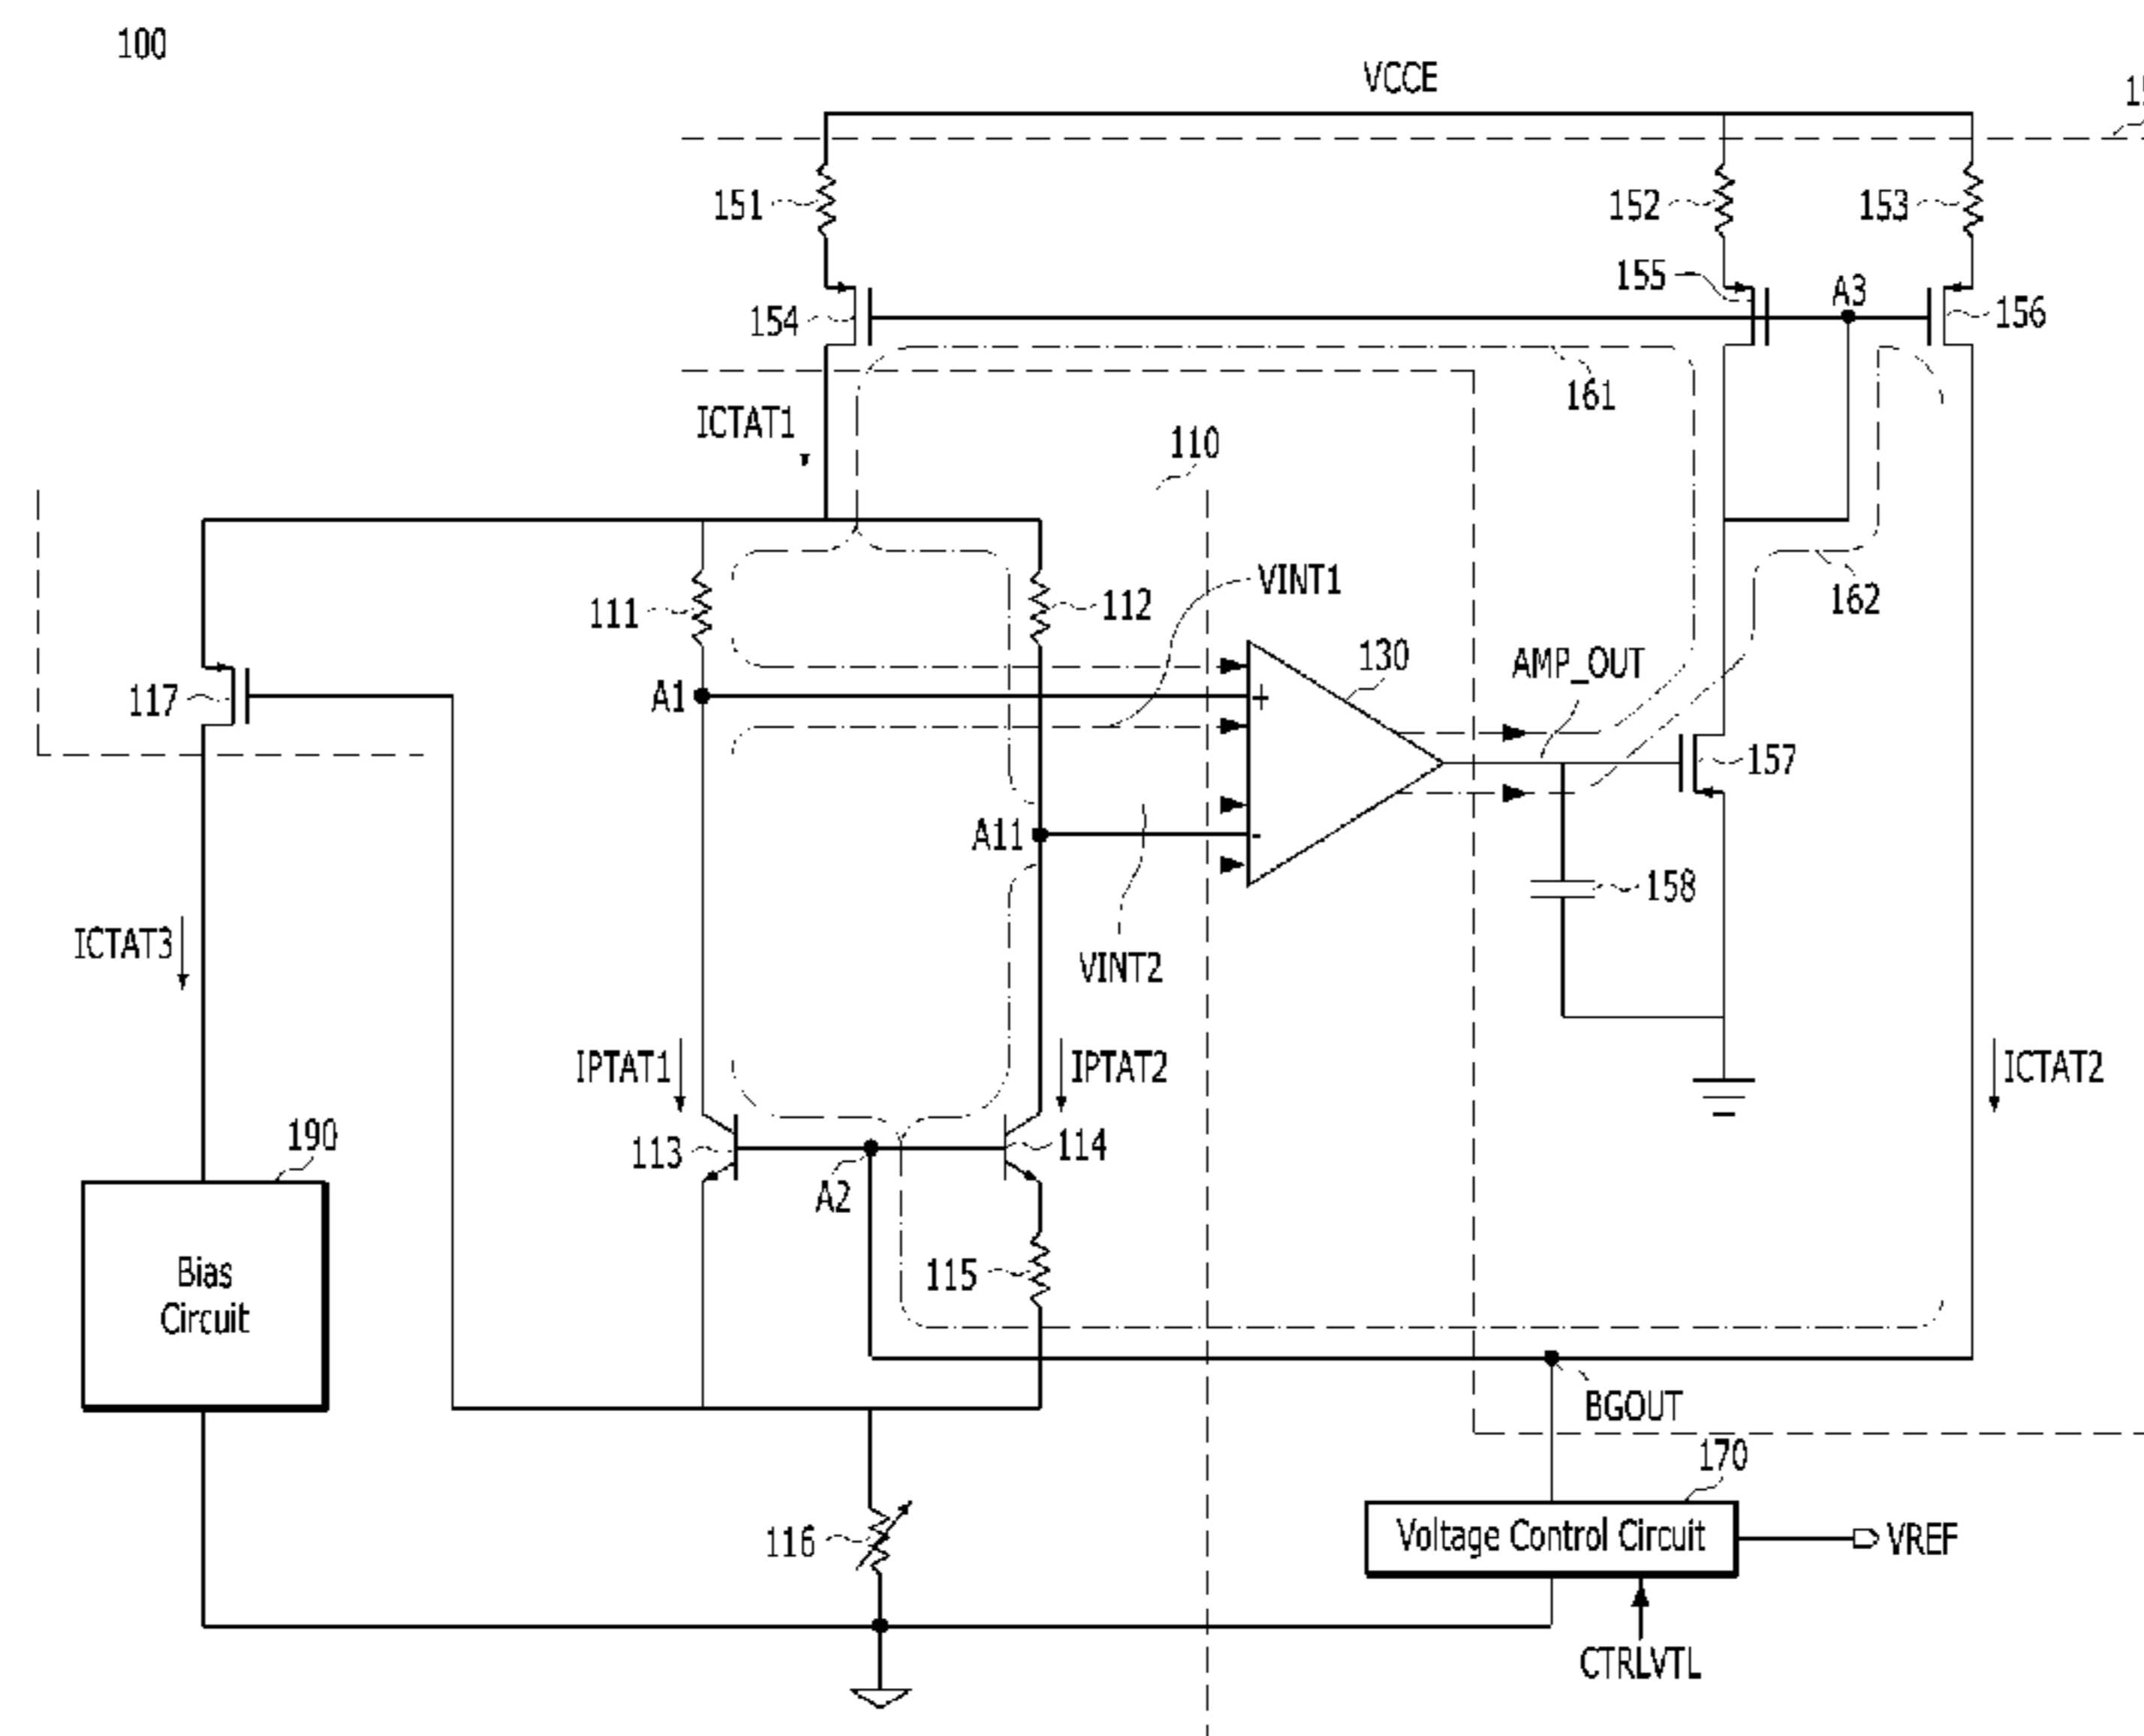 100
VCCE
15
151
152
153
155
A3
154
156
161
ICTAT1
110
VINT1
111
112
162
130
AMP_OUT
117
A1
+
157
A11
-
158
ICTAT3
VINT2
IPTAT1
IPTAT2
ICTAT2
190
113
114
A2
Bias
Circuit
115
BGOUT
170
116
Voltage Control Circuit
VREF
CTRLVTL